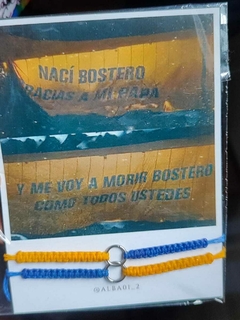 NACÍ BOSTERO
GRACIAS A MI PAPÁ
Y ME VOY A MORIR BOSTERO
COMO TODOS USTEDES